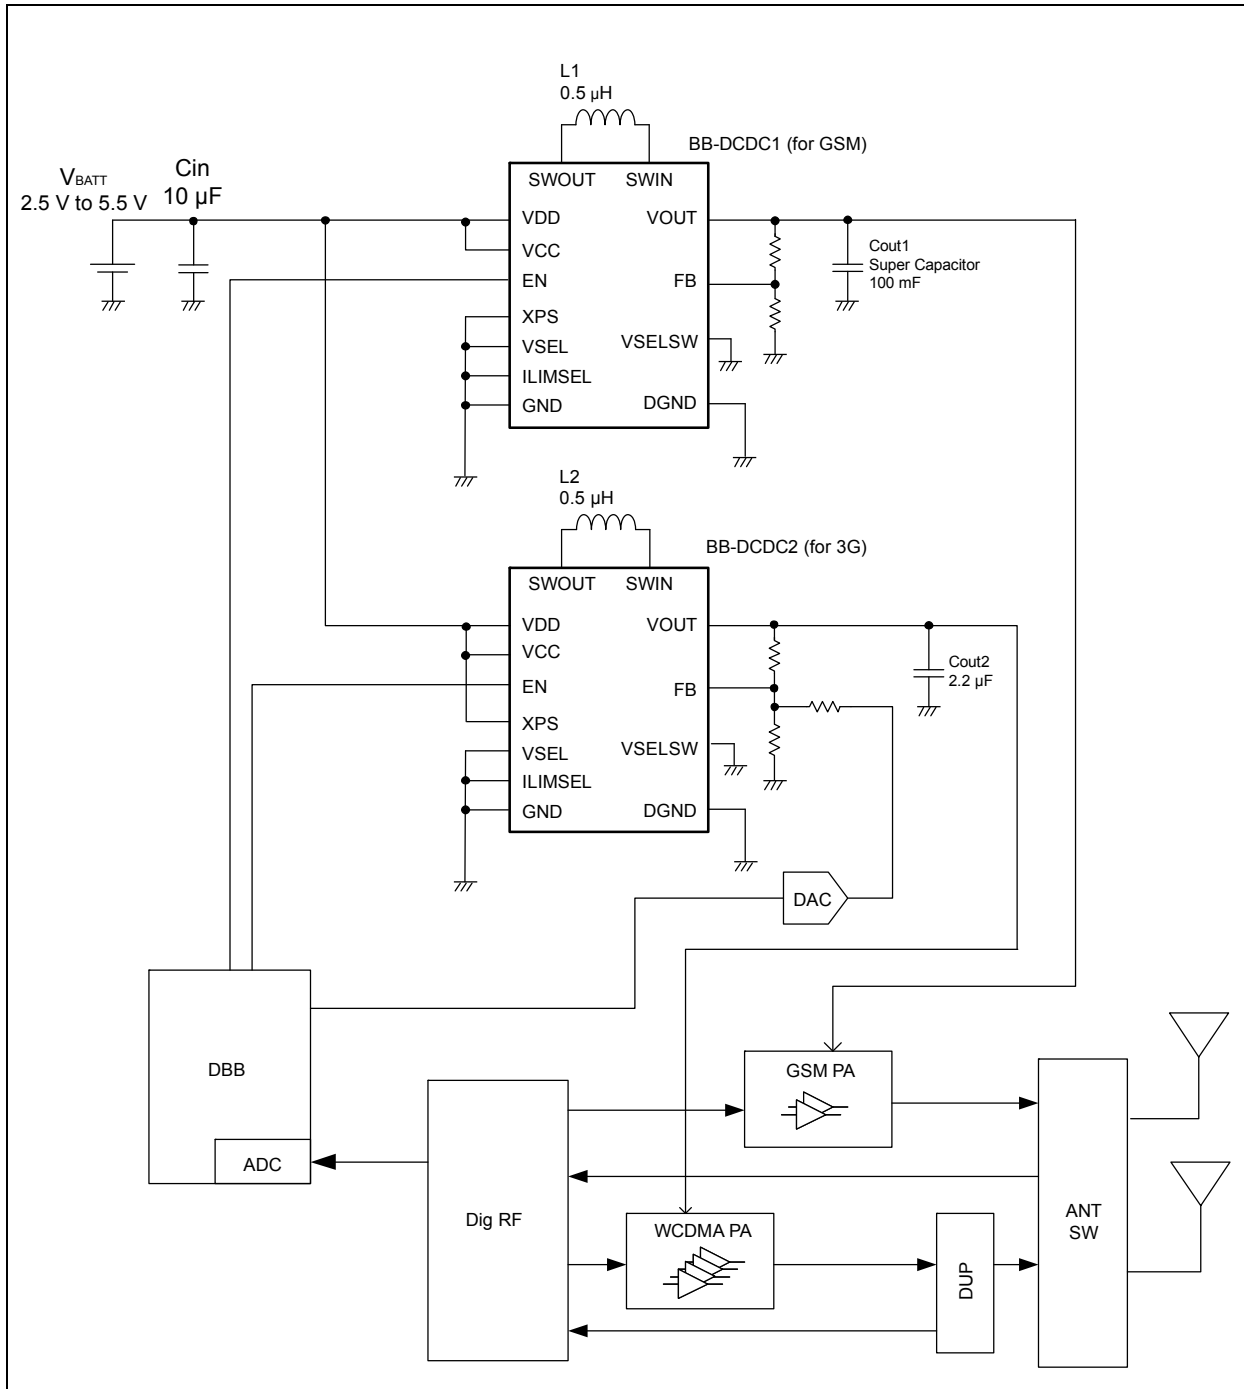 L1
0.5 µH
BB-DCDC1 (for GSM)
VBATT
2.5 V to 5.5 V
Cin
10 µF
SWOUT
SWIN
VDD
VOUT
VCC
EN
FB
XPS
VSEL
VSELSW
ILIMSEL
GND
DGND
Cout1
Super Capacitor
100 mF
L2
0.5 µH
BB-DCDC2 (for 3G)
SWOUT
SWIN
VDD
VOUT
VCC
EN
FB
XPS
VSEL
VSELSW
ILIMSEL
GND
DGND
Cout2
2.2 µF
DAC
DBB
ADC
Dig RF
GSM PA
WCDMA PA
DUP
ANT
SW